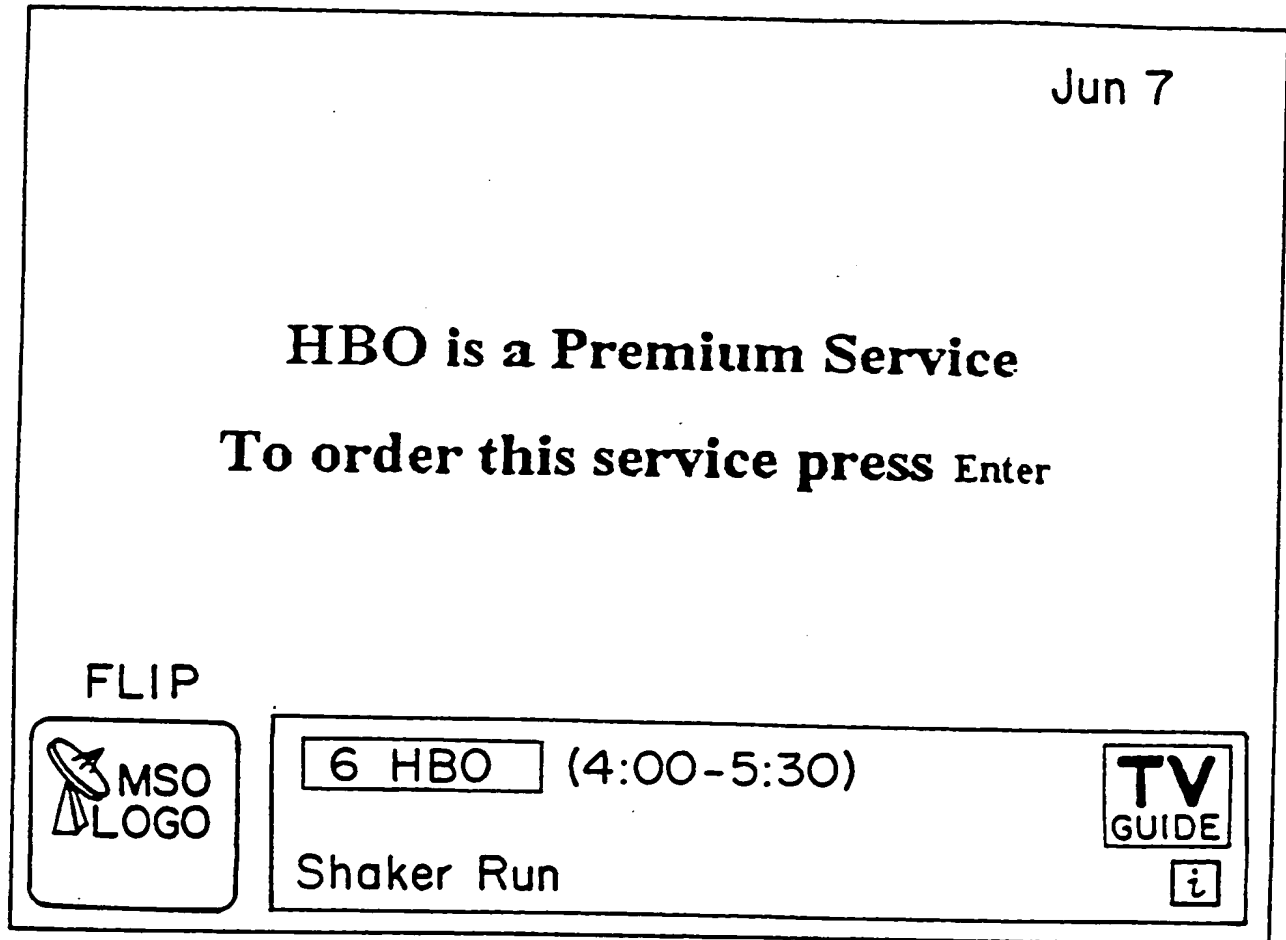 Jun 7
HBO is a Premium Service
To order this service press Enter
FLIP
MSO
LOGO
6 HBO (4:00-5:30)
TV
GUIDE
Shaker Run
i